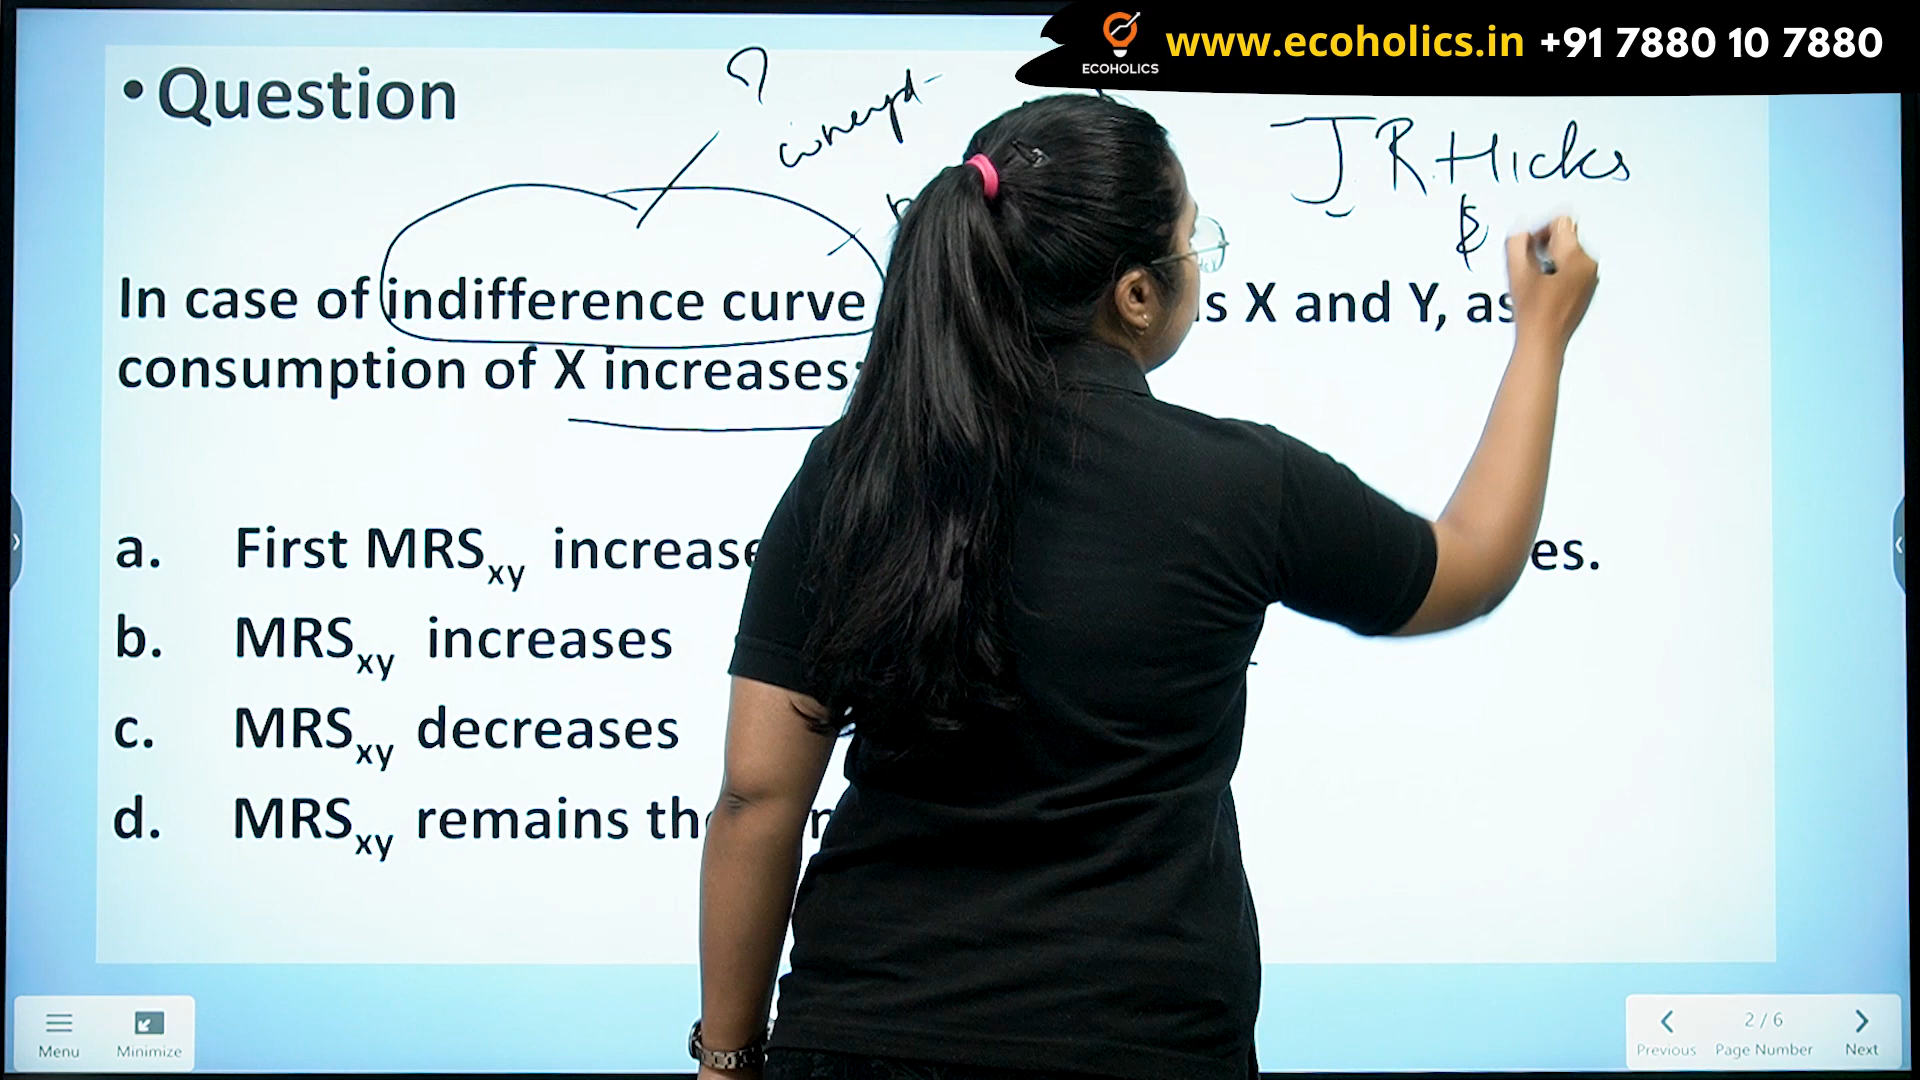 www.ecoholics.in +91 7880 10 7880
ECOHOLICS
• Question
J R Hicks
&
In case of indifference curve s X and Y, as
consumption of X increases
a. First MRSxy increase es.
b. MRSxy increases
c. MRSxy decreases
d. MRSxy remains the
Menu
Minimize
2 / 6
Previous
Page Number
Next